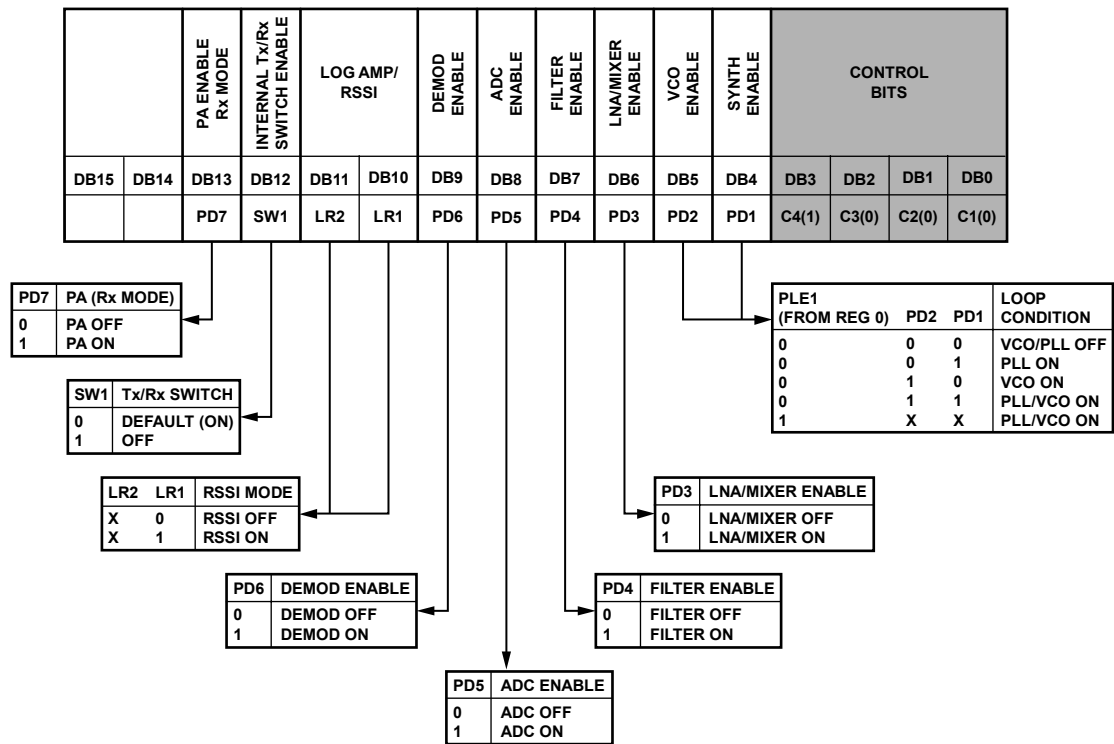 PA ENABLE
Rx MODE
INTERNAL Tx/Rx
SWITCH ENABLE
LOG AMP/
RSSI
DEMOD
ENABLE
ADC
ENABLE
FILTER
ENABLE
LNA/MIXER
ENABLE
VCO
ENABLE
SYNTH
ENABLE
CONTROL
BITS
DB15 DB14 DB13 DB12 DB11 DB10 DB9 DB8 DB7 DB6 DB5 DB4 DB3 DB2 DB1 DB0
PD7 SW1 LR2 LR1 PD6 PD5 PD4 PD3 PD2 PD1 C4(1) C3(0) C2(0) C1(0)
PD7 PA (Rx MODE)
0 PA OFF
1 PA ON
PLE1
(FROM REG 0) PD2 PD1 LOOP
CONDITION
0 0 0 VCO/PLL OFF
0 0 1 PLL ON
0 1 0 VCO ON
0 1 1 PLL/VCO ON
1 X X PLL/VCO ON
SW1 Tx/Rx SWITCH
0 DEFAULT (ON)
1 OFF
LR2 LR1 RSSI MODE
X 0 RSSI OFF
X 1 RSSI ON
PD3 LNA/MIXER ENABLE
0 LNA/MIXER OFF
1 LNA/MIXER ON
PD6 DEMOD ENABLE
0 DEMOD OFF
1 DEMOD ON
PD4 FILTER ENABLE
0 FILTER OFF
1 FILTER ON
PD5 ADC ENABLE
0 ADC OFF
1 ADC ON